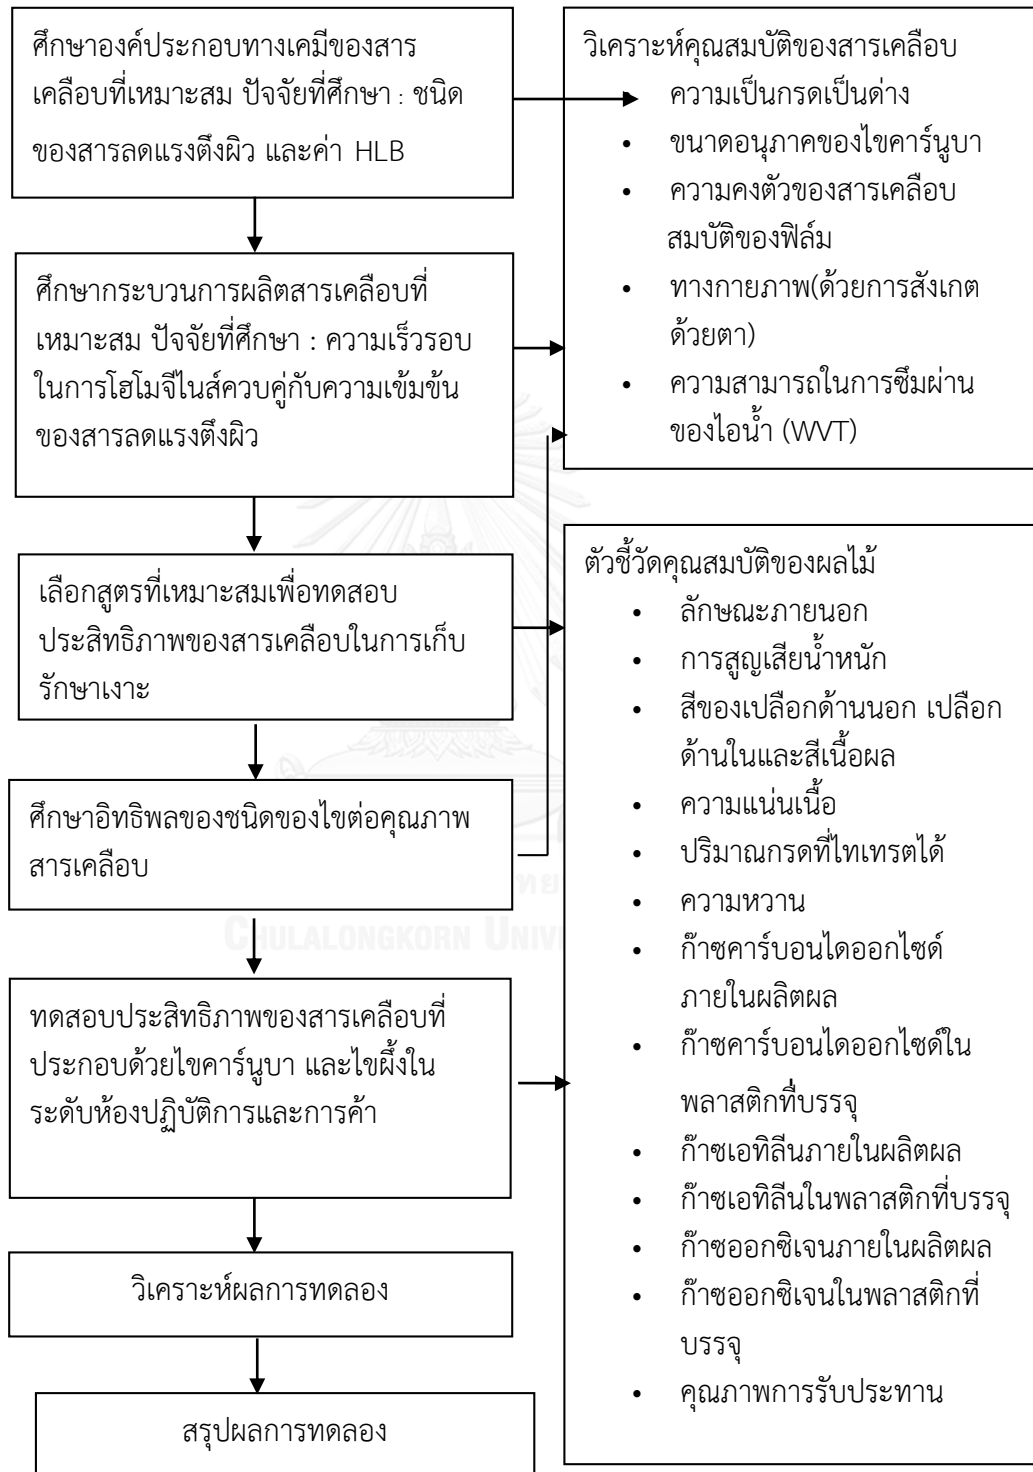 ศึกษาองค์ประกอบทางเคมีของสาร
เคลือบที่เหมาะสม ปัจจัยที่ศึกษา : ชนิด
ของสารลดแรงตึงผิว และค่า HLB
ศึกษากระบวนการผลิตสารเคลือบที่
เหมาะสม ปัจจัยที่ศึกษา : ความเร็วรอบ
ในการโฮโมจีไนส์ควบคู่กับความเข้มข้น
ของสารลดแรงตึงผิว
เลือกสูตรที่เหมาะสมเพื่อทดสอบ
ประสิทธิภาพของสารเคลือบในการเก็บ
รักษาเงาะ
ศึกษาอิทธิพลของชนิดของไขต่อคุณภาพ
สารเคลือบ
ทดสอบประสิทธิภาพของสารเคลือบที่
ประกอบด้วยไขคาร์นูบา และไขผึ้งใน
ระดับห้องปฏิบัติการและการค้า
วิเคราะห์ผลการทดลอง
สรุปผลการทดลอง
วิเคราะห์คุณสมบัติของสารเคลือบ
• ความเป็นกรดเป็นด่าง
• ขนาดอนุภาคของไขคาร์นูบา
• ความคงตัวของสารเคลือบ
สมบัติของฟิล์ม
• ทางกายภาพ(ด้วยการสังเกต
ด้วยตา)
• ความสามารถในการซึมผ่าน
ของไอน้ำ (WVT)
ตัวชี้วัดคุณสมบัติของผลไม้
• ลักษณะภายนอก
• การสูญเสียน้ำหนัก
• สีของเปลือกด้านนอก เปลือก
ด้านในและสีเนื้อผล
• ความแน่นเนื้อ
• ปริมาณกรดที่ไทเทรตได้
• ความหวาน
• ก๊าซคาร์บอนไดออกไซด์
ภายในผลิตผล
• ก๊าซคาร์บอนไดออกไซด์ใน
พลาสติกที่บรรจุ
• ก๊าซเอทิลีนภายในผลิตผล
• ก๊าซเอทิลีนในพลาสติกที่บรรจุ
• ก๊าซออกซิเจนภายในผลิตผล
• ก๊าซออกซิเจนในพลาสติกที่
บรรจุ
• คุณภาพการรับประทาน
CHULALONGKORN